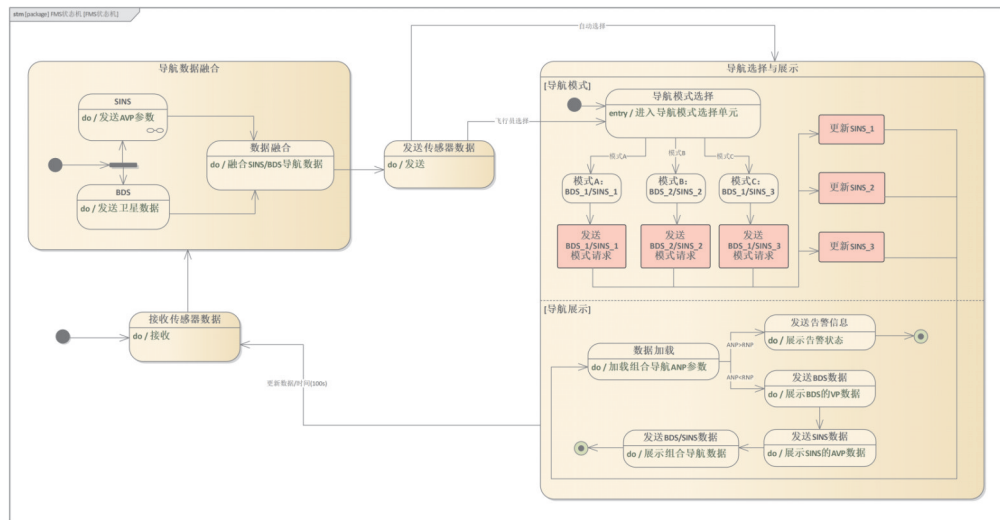 stm [package] FMS状态机 [FMS状态机]
自动选择
导航数据融合
SINS
do / 发送AVP参数
数据融合
do / 融合SINS/BDS导航数据
BDS
do / 发送卫星数据
发送传感器数据
do / 发送
飞行员选择
接收传感器数据
do / 接收
更新数据/时间[100s]
导航选择与展示
[导航模式]
导航模式选择
entry / 进入导航模式选择单元
模式A
模式B
模式C
模式A：
BDS_1/SINS_1
模式B：
BDS_2/SINS_2
模式C：
BDS_1/SINS_3
发送
BDS_1/SINS_1
模式请求
发送
BDS_2/SINS_2
模式请求
发送
BDS_1/SINS_3
模式请求
更新SINS_1
更新SINS_2
更新SINS_3
[导航展示]
数据加载
do / 加载组合导航ANP参数
ANP>RNP
ANP<RNP
发送告警信息
do / 展示告警状态
发送BDS数据
do / 展示BDS的VP数据
发送SINS数据
do / 展示SINS的AVP数据
发送BDS/SINS数据
do / 展示组合导航数据